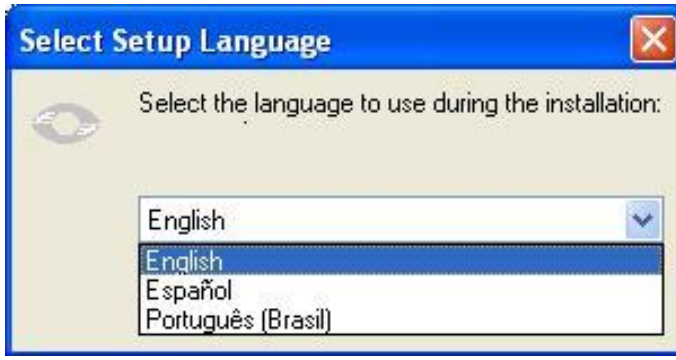 Select Setup Language
Select the language to use during the installation:
English
English
Español
Português (Brasil)